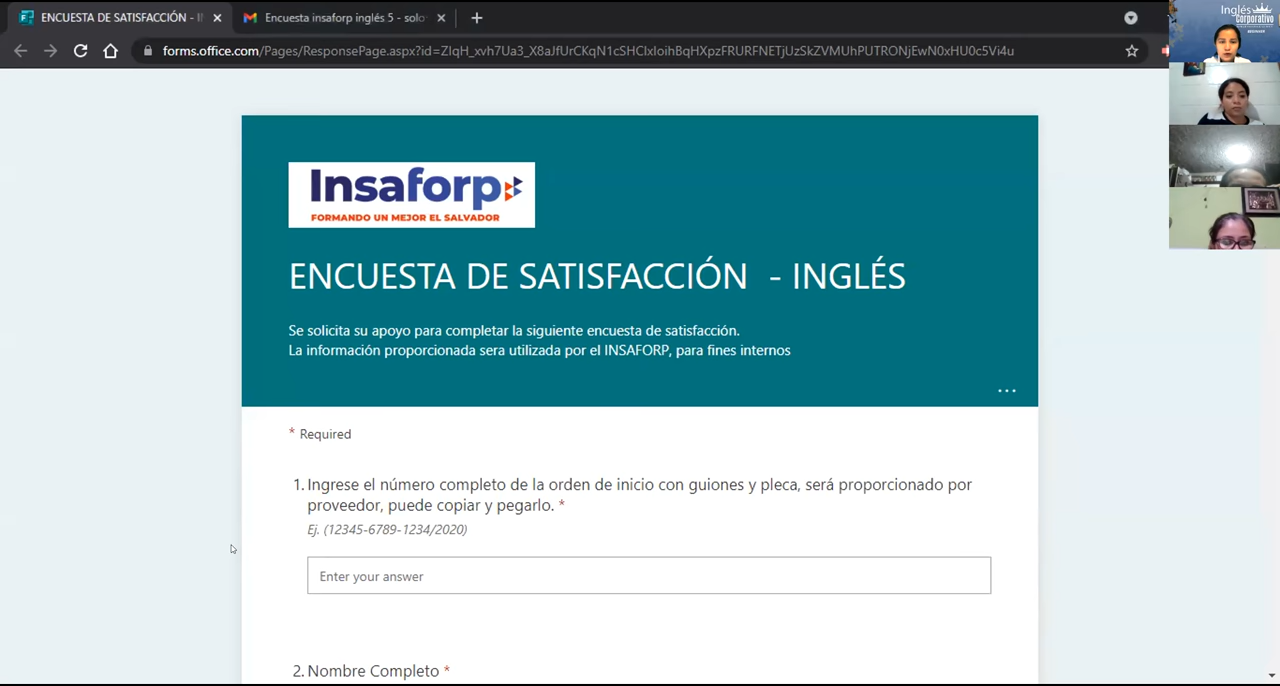 ENCUESTA DE SATISFACCIÓN - I
Encuesta insaforp inglés 5 - solo
forms.office.com/Pages/ResponsePage.aspx?id=ZIqH_xvh7Ua3_X8aJfUrCKqN1cSHCIxIoihBqHXpzFRURFNETjUzSkZVMUhPUTRONjEwN0xHU0c5Vi4u
Inglés
Corporativo
Insaforp
FORMANDO UN MEJOR EL SALVADOR
ENCUESTA DE SATISFACCIÓN - INGLÉS
Se solicita su apoyo para completar la siguiente encuesta de satisfacción.
La información proporcionada sera utilizada por el INSAFORP, para fines internos
...
* Required
1. Ingrese el número completo de la orden de inicio con guiones y pleca, será proporcionado por
proveedor, puede copiar y pegarlo. *
Ej. (12345-6789-1234/2020)
Enter your answer
2. Nombre Completo *